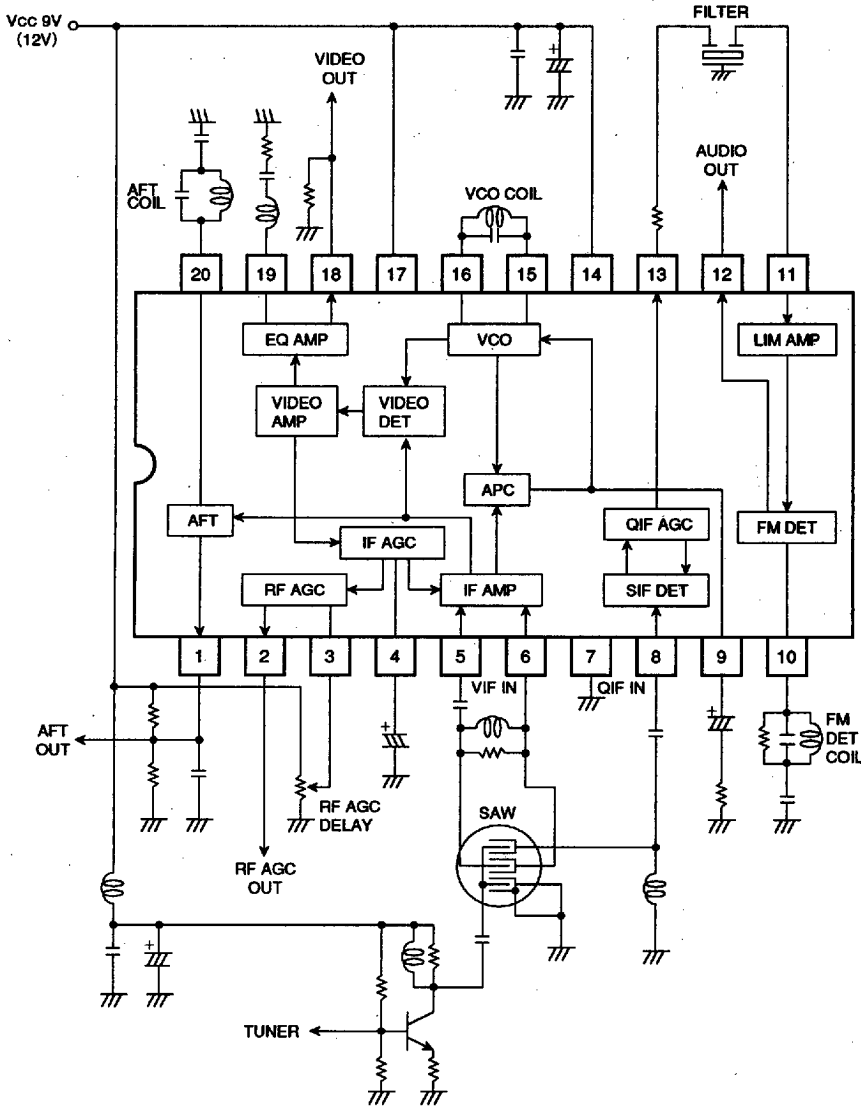 Vcc 9V
(12V)
FILTER
VIDEO
OUT
AUDIO
OUT
AFT
COIL
VCO COIL
20
19
18
17
16
15
14
13
12
11
EQ AMP
VCO
LIM AMP
VIDEO
AMP
VIDEO
DET
APC
AFT
QIF AGC
FM DET
IF AGC
RF AGC
IF AMP
SIF DET
1
2
3
4
5
6
7
8
9
10
VIF IN
QIF IN
AFT
OUT
FM
DET
COIL
RF AGC
DELAY
SAW
RF AGC
OUT
TUNER